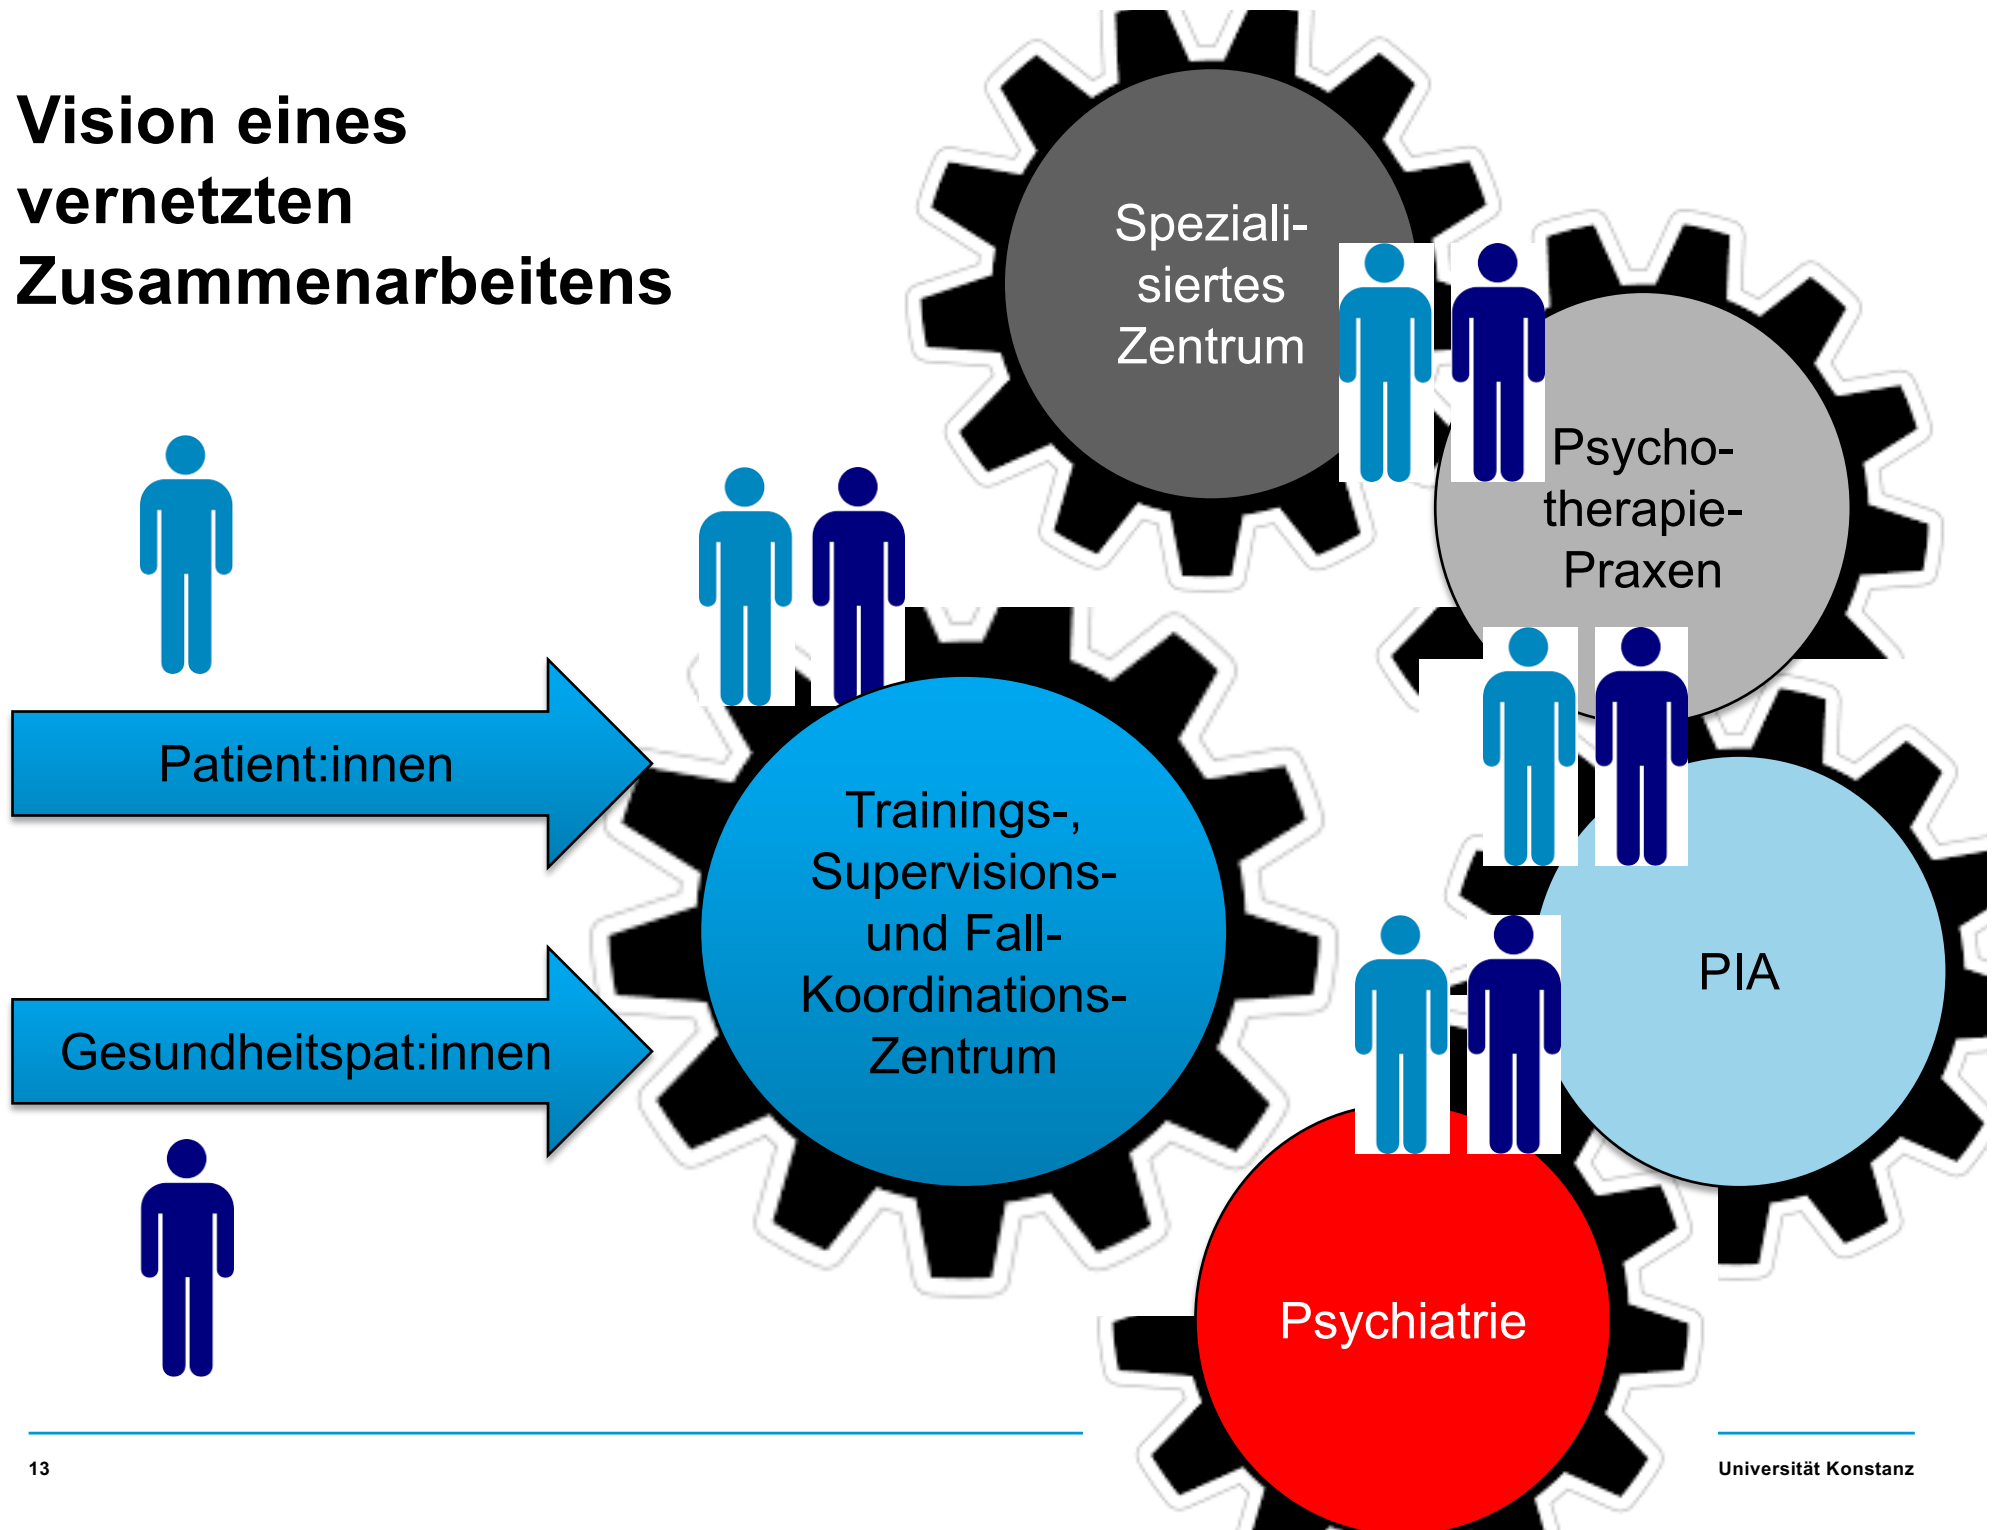 Vision eines
vernetzten
Zusammenarbeitens
Speziali-
siertes
Zentrum
Psycho-
therapie-
Praxen
Patient:innen
Trainings-,
Supervisions-
und Fall-
Koordinations-
Zentrum
PIA
Gesundheitspat:innen
Psychiatrie
13
Universität Konstanz